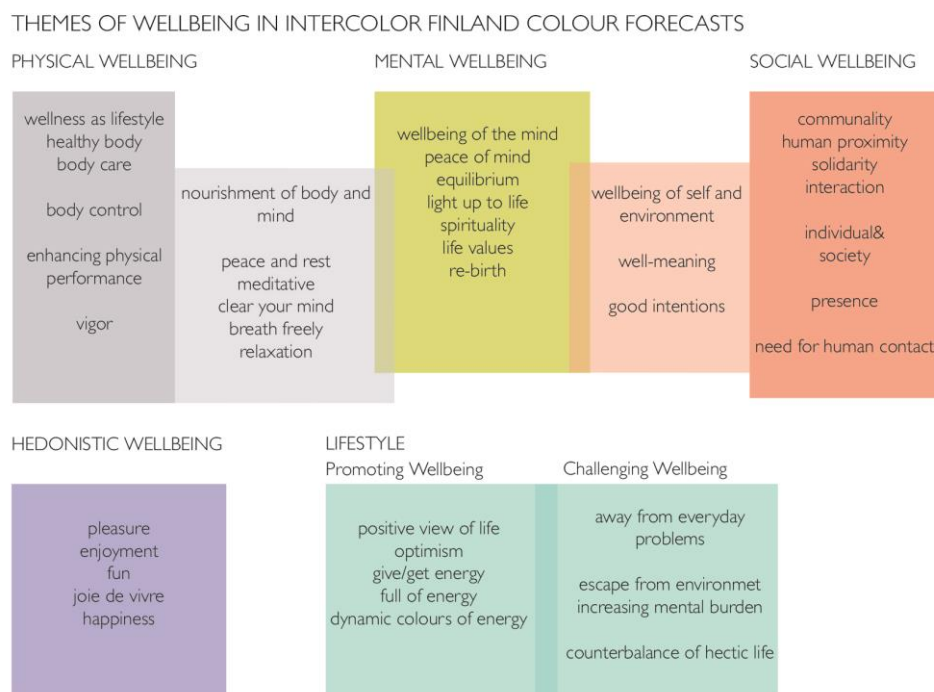 THEMES OF WELLBEING IN INTERCOLOR FINLAND COLOUR FORECASTS
PHYSICAL WELLBEING
wellness as lifestyle
healthy body
body care
body control
enhancing physical
performance
vigor
nourishment of body and
mind
peace and rest
meditative
clear your mind
breath freely
relaxation
MENTAL WELLBEING
wellbeing of the mind
peace of mind
equilibrium
light up to life
spirituality
life values
re-birth
wellbeing of self and
environment
well-meaning
good intentions
SOCIAL WELLBEING
communality
human proximity
solidarity
interaction
individual&
society
presence
need for human contact
HEDONISTIC WELLBEING
pleasure
enjoyment
fun
joie de vivre
happiness
LIFESTYLE
Promoting Wellbeing
positive view of life
optimism
give/get energy
full of energy
dynamic colours of energy
Challenging Wellbeing
away from everyday
problems
escape from environmet
increasing mental burden
counterbalance of hectic life